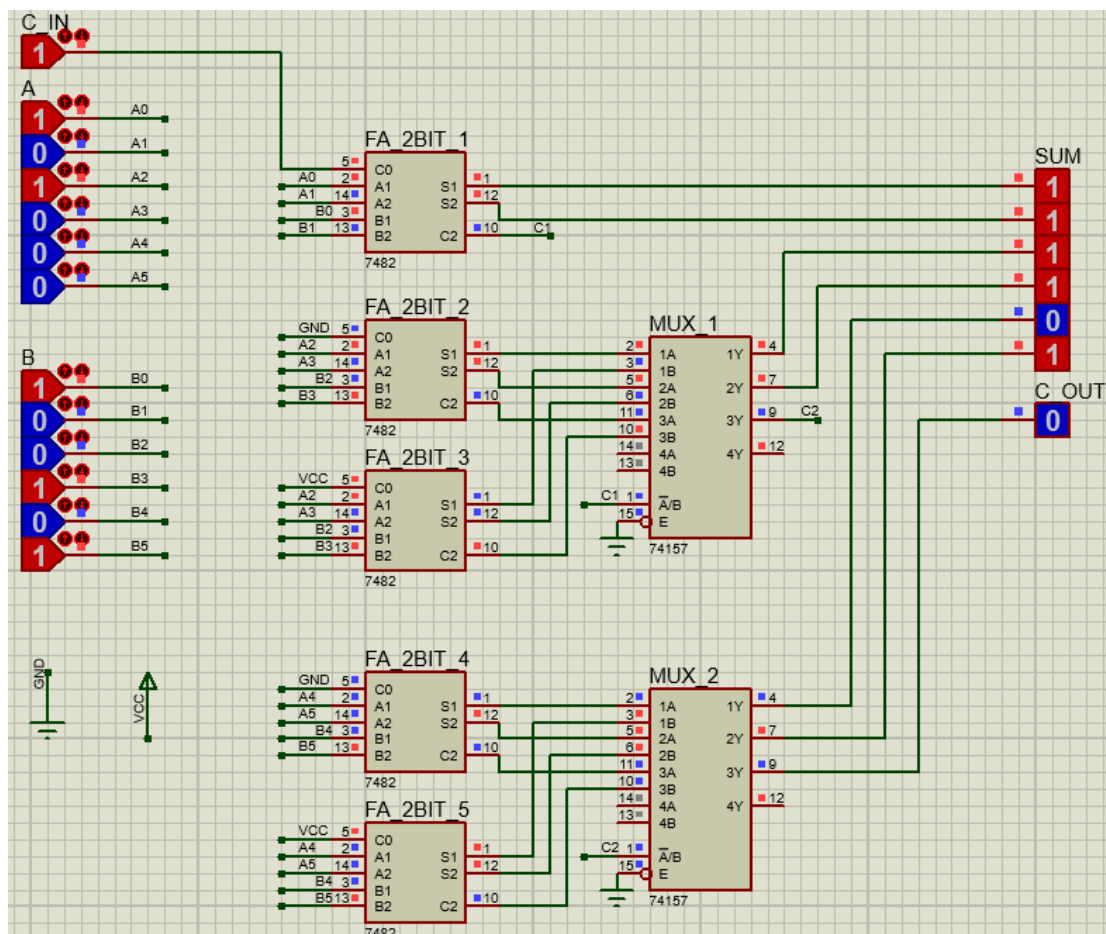 C_IN
1
A
1 A0
0 A1
1 A2
0 A3
0 A4
0 A5
B
1 B0
0 B1
0 B2
1 B3
0 B4
1 B5
GND
VCC
FA_2BIT_1
5 C0
A0 2 A1 S1 1
A1 14 A2 S2 12
B0 3 B1
B1 13 B2 C2 10 C1
7482
FA_2BIT_2
GND 5 C0
A2 2 A1 S1 1
A3 14 A2 S2 12
B2 3 B1
B3 13 B2 C2 10
7482
FA_2BIT_3
VCC 5 C0
A2 2 A1 S1 1
A3 14 A2 S2 12
B2 3 B1
B3 13 B2 C2 10
7482
MUX_1
2 1A 1Y 4
3 1B
5 2A 2Y 7
6 2B
11 3A 3Y 9 C2
10 3B
14 4A 4Y 12
13 4B
C1 1 A/B
15 E
74157
FA_2BIT_4
GND 5 C0
A4 2 A1 S1 1
A5 14 A2 S2 12
B4 3 B1
B5 13 B2 C2 10
7482
FA_2BIT_5
VCC 5 C0
A4 2 A1 S1 1
A5 14 A2 S2 12
B4 3 B1
B5 13 B2 C2 10
7482
MUX_2
2 1A 1Y 4
3 1B
5 2A 2Y 7
6 2B
11 3A 3Y 9
10 3B
14 4A 4Y 12
13 4B
C2 1 A/B
15 E
74157
SUM
1
1
1
1
0
1
C_OUT
0